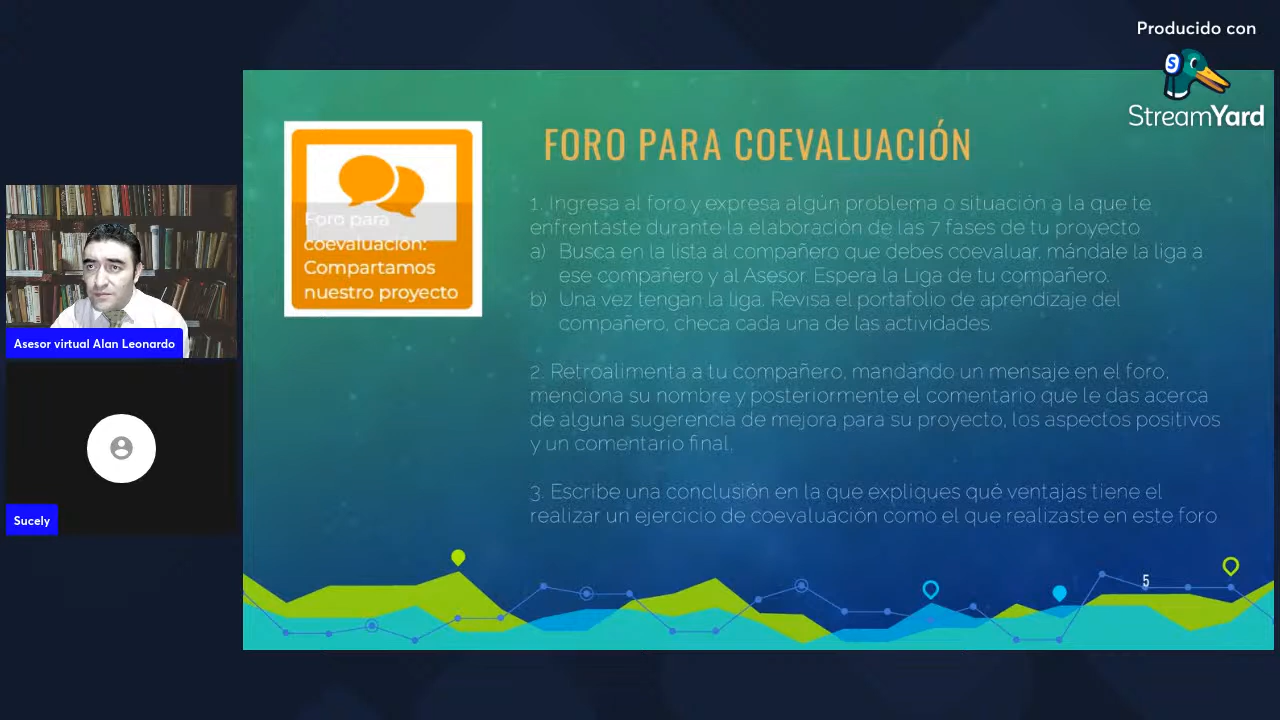 Producido con
StreamYard
FORO PARA COEVALUACIÓN
Foro para
coevaluación:
Compartamos
nuestro proyecto
1. Ingresa al foro y expresa algún problema o situación a la que te
enfrentaste durante la elaboración de las 7 fases de tu proyecto
a) Busca en la lista al compañero que debes coevaluar, mándale la liga a
ese compañero y al Asesor. Espera la Liga de tu compañero.
b) Una vez tengan la liga. Revisa el portafolio de aprendizaje del
compañero, checa cada una de las actividades.
2. Retroalimenta a tu compañero, mandando un mensaje en el foro,
menciona su nombre y posteriormente el comentario que le das acerca
de alguna sugerencia de mejora para su proyecto, los aspectos positivos
y un comentario final.
3. Escribe una conclusión en la que expliques qué ventajas tiene el
realizar un ejercicio de coevaluación como el que realizaste en este foro
5
Asesor virtual Alan Leonardo
Sucely